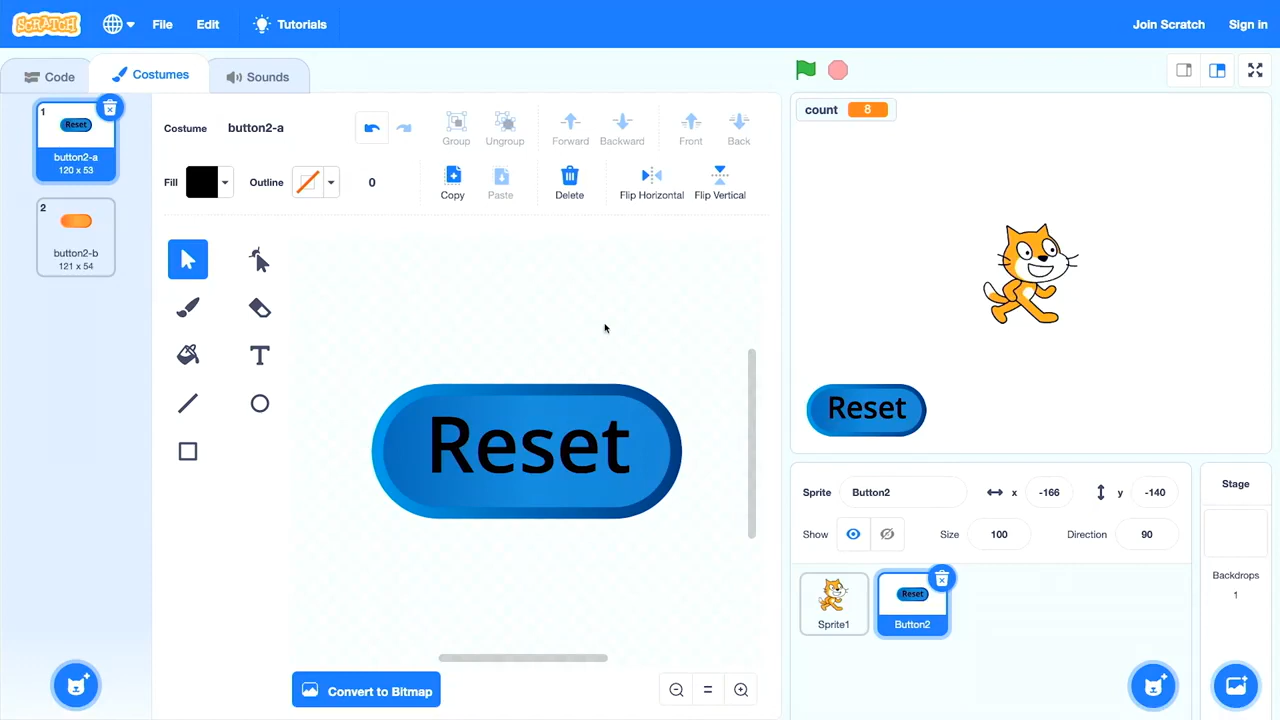 SCRATCH File Edit Tutorials Join Scratch Sign in
Code Costumes Sounds
count 8
1
Reset
button2-a
120 x 53
2
button2-b
121 x 54
Costume button2-a
Group Ungroup Forward Backward Front Back
Fill Outline 0
Copy Paste Delete Flip Horizontal Flip Vertical
T
Reset
Convert to Bitmap
Reset
Sprite Button2 x -166 y -140
Show Size 100 Direction 90
Sprite1
Reset
Button2
Stage
Backdrops
1